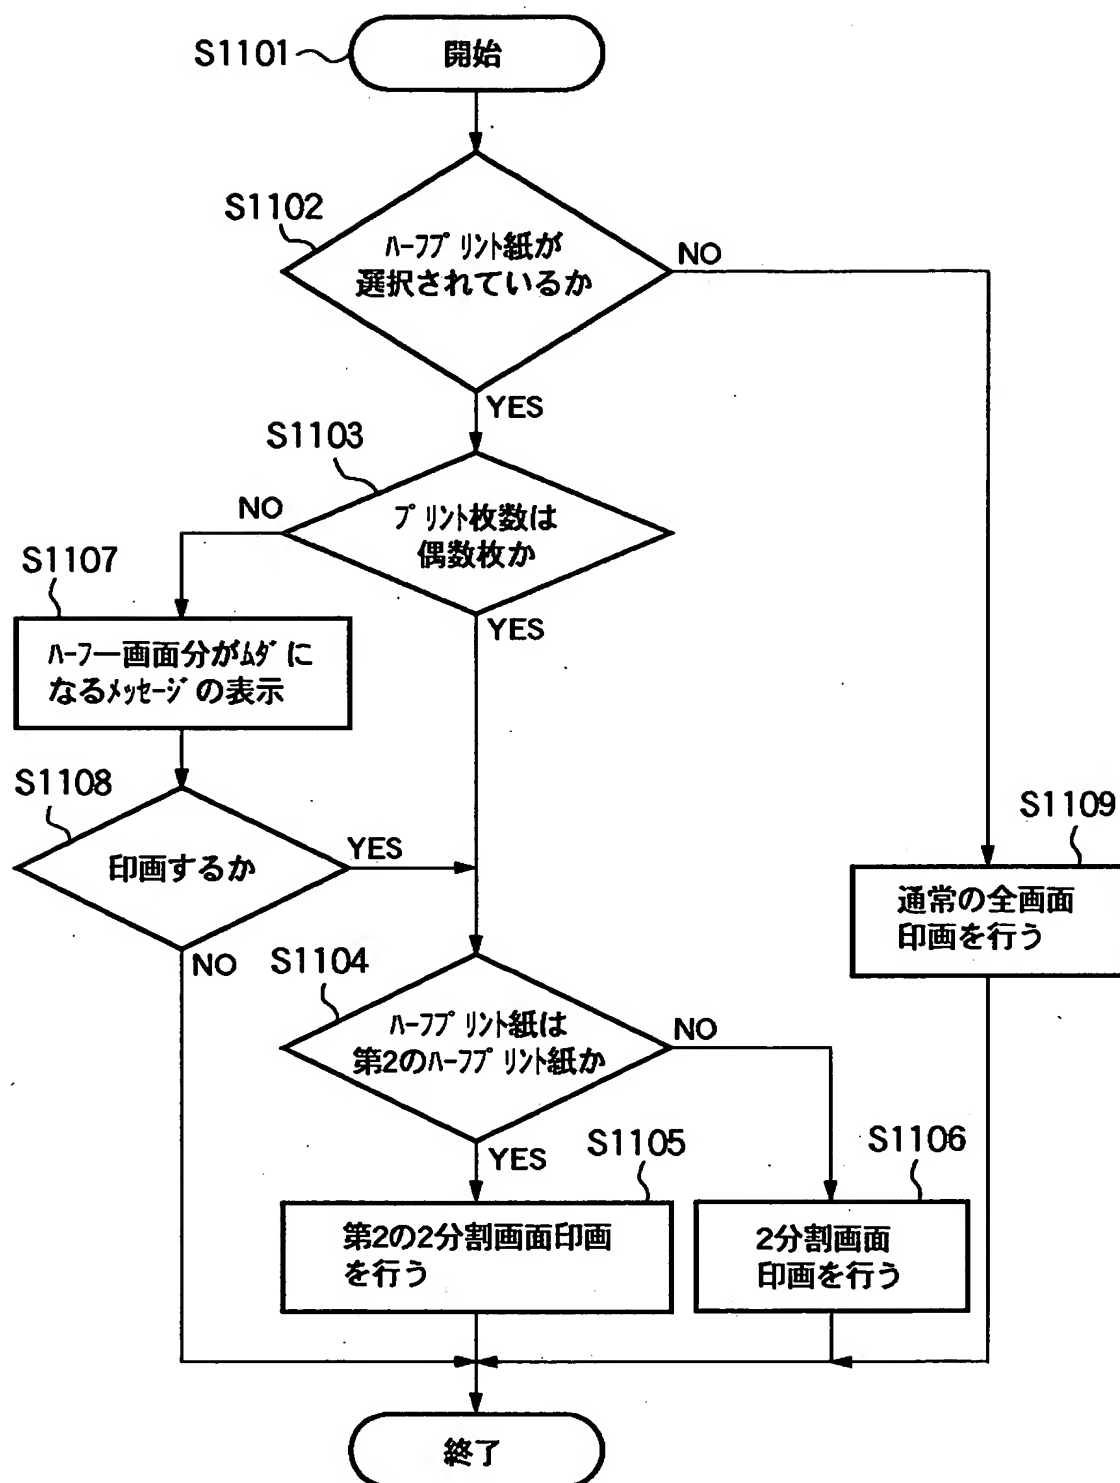 S1101
開始
S1102
ﾊｰﾌﾌﾟﾘﾝﾄ紙が
選択されているか
NO
YES
S1103
NO
ﾌﾟﾘﾝﾄ枚数は
偶数枚か
S1107
YES
ﾊｰﾌ一画面分がﾑﾀﾞに
なるﾒｯｾｰｼﾞの表示
S1108
S1109
YES
印画するか
通常の全画面
印画を行う
NO
S1104
ﾊｰﾌﾌﾟﾘﾝﾄ紙は
第2のﾊｰﾌﾌﾟﾘﾝﾄ紙か
NO
YES
S1105
S1106
第2の2分割画面印画
を行う
2分割画面
印画を行う
終了